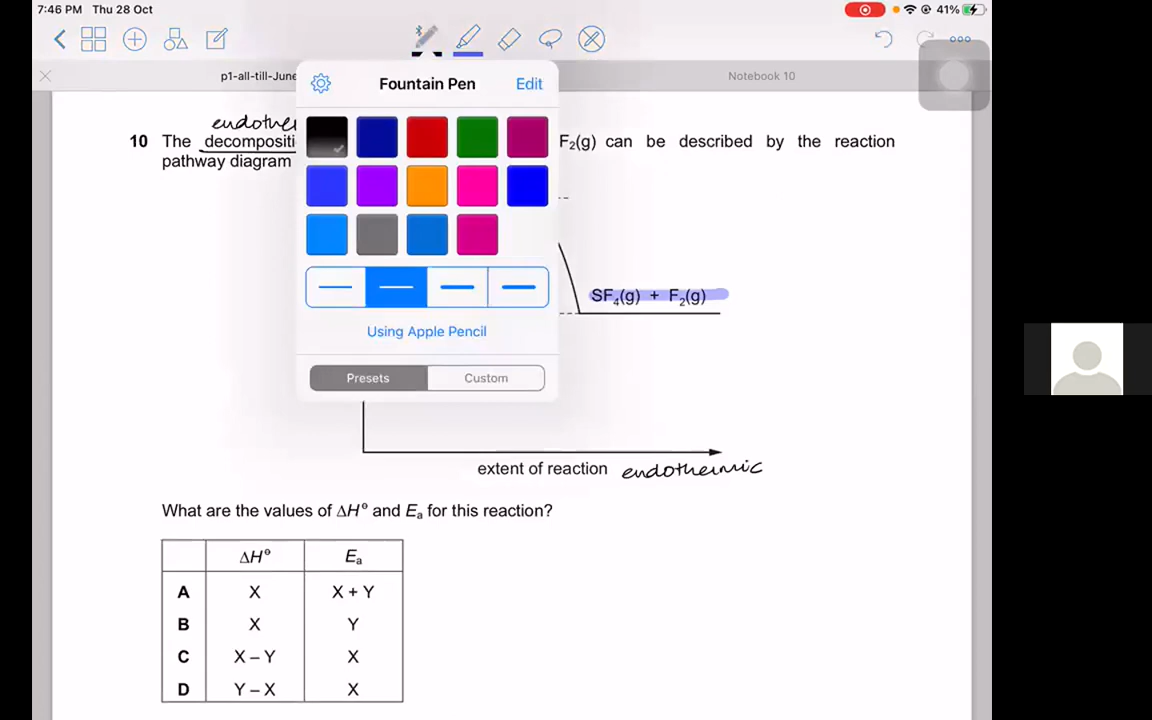 7:46 PM Thu 28 Oct
41%
p1-all-till-June
Notebook 10
Fountain Pen
Edit
10 The decompositi F₂(g) can be described by the reaction
pathway diagram
SF₄(g) + F₂(g)
Using Apple Pencil
Presets
Custom
extent of reaction endothermic
What are the values of ΔH⦵ and Eₐ for this reaction?
ΔH⦵ Eₐ
A X X + Y
B X Y
C X – Y X
D Y – X X